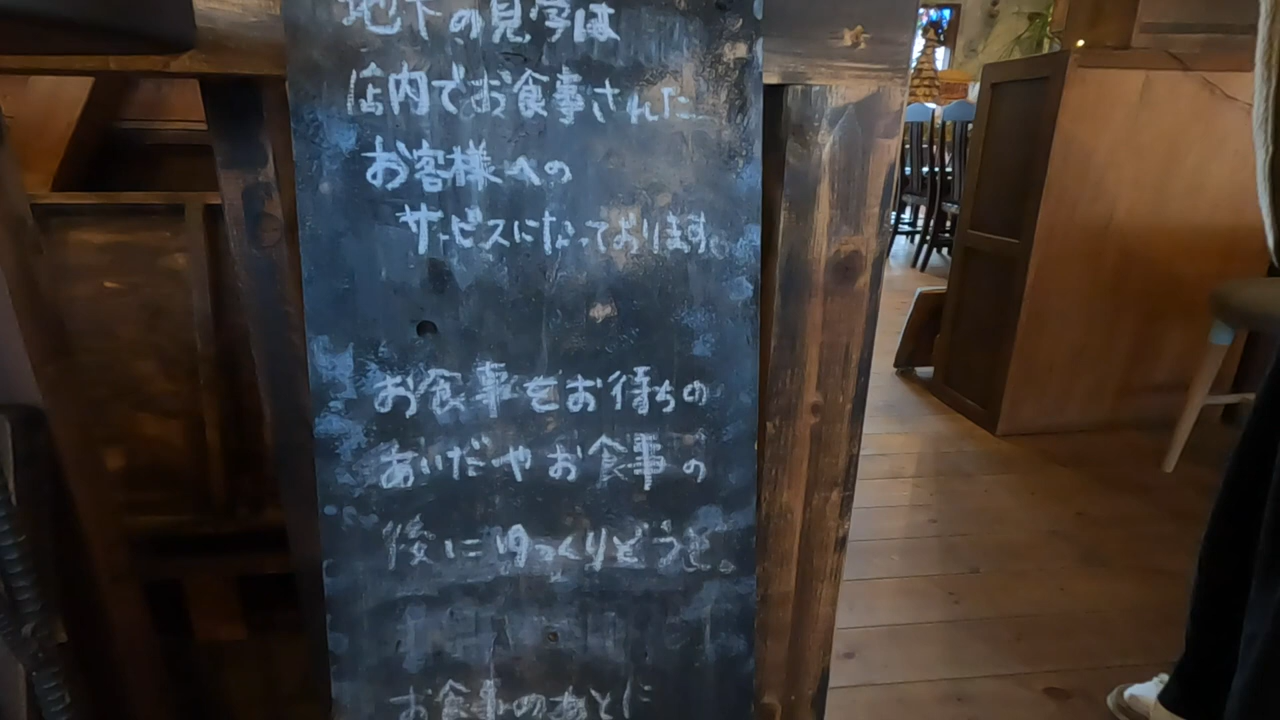 地下の見学は
店内でお食事された
お客様への
サービスになっております。
お食事をお待ちの
あいだやお食事の
後にゆっくりどうぞ。
お食事のあとに